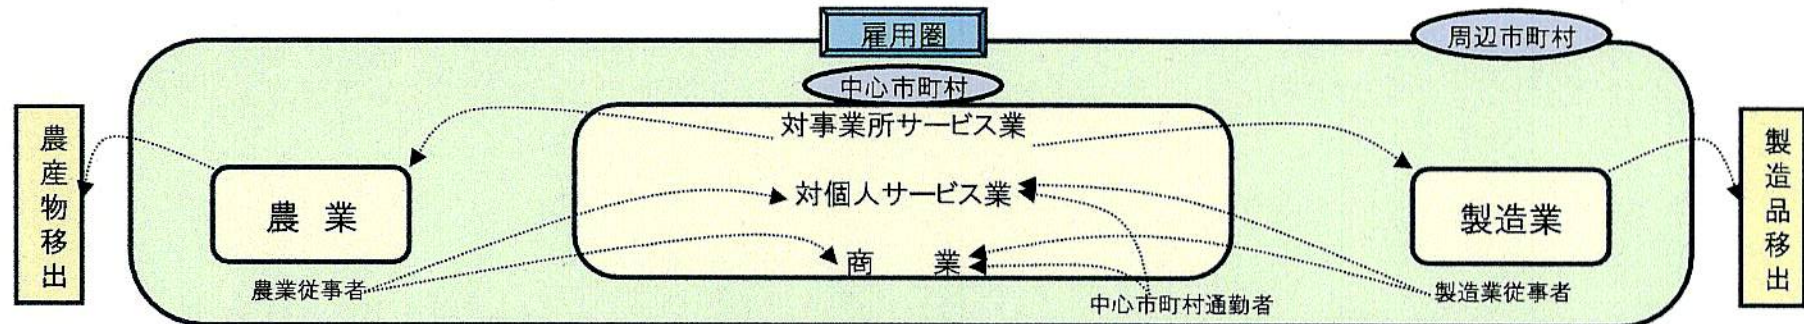 雇用圏
周辺市町村
中心市町村
対事業所サービス業
農産物移出
製造品移出
対個人サービス業
農 業
製造業
商 業
農業従事者
中心市町村通勤者
製造業従事者